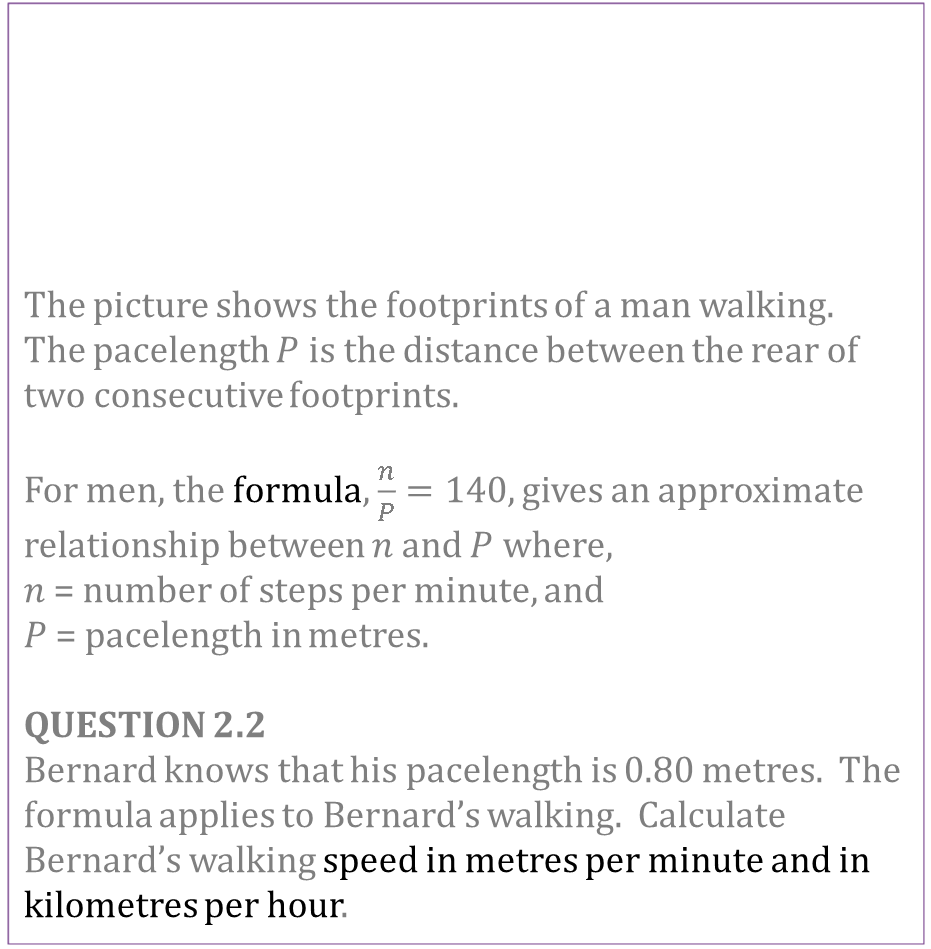 The picture shows the footprints of a man walking.
The pacelength P is the distance between the rear of
two consecutive footprints.
For men, the formula, n/P = 140, gives an approximate
relationship between n and P where,
n = number of steps per minute, and
P = pacelength in metres.
QUESTION 2.2
Bernard knows that his pacelength is 0.80 metres. The
formula applies to Bernard’s walking. Calculate
Bernard’s walking speed in metres per minute and in
kilometres per hour.